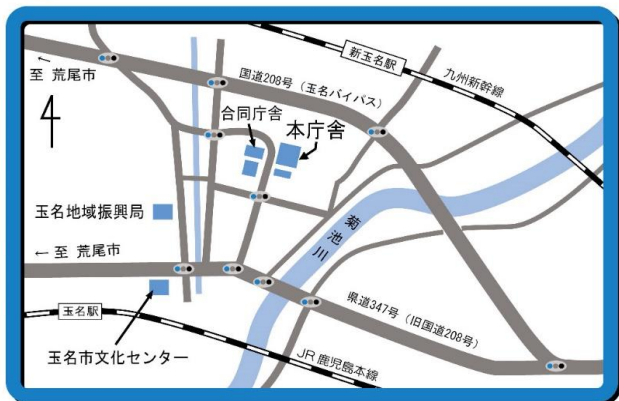 新玉名駅
九州新幹線
← 至 荒尾市
国道208号（玉名バイパス）
合同庁舎
本庁舎
4
玉名地域振興局
菊池川
← 至 荒尾市
県道347号（旧国道208号）
玉名駅
玉名市文化センター
JR 鹿児島本線